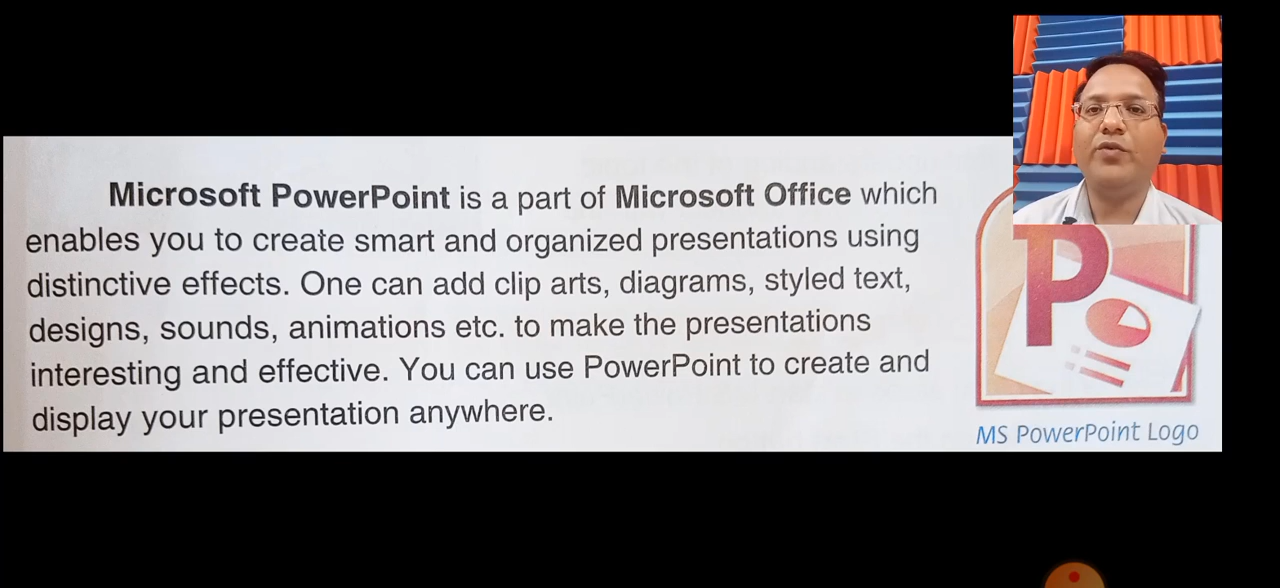 Microsoft PowerPoint is a part of Microsoft Office which
enables you to create smart and organized presentations using
distinctive effects. One can add clip arts, diagrams, styled text,
designs, sounds, animations etc. to make the presentations
interesting and effective. You can use PowerPoint to create and
display your presentation anywhere.
P
MS PowerPoint Logo